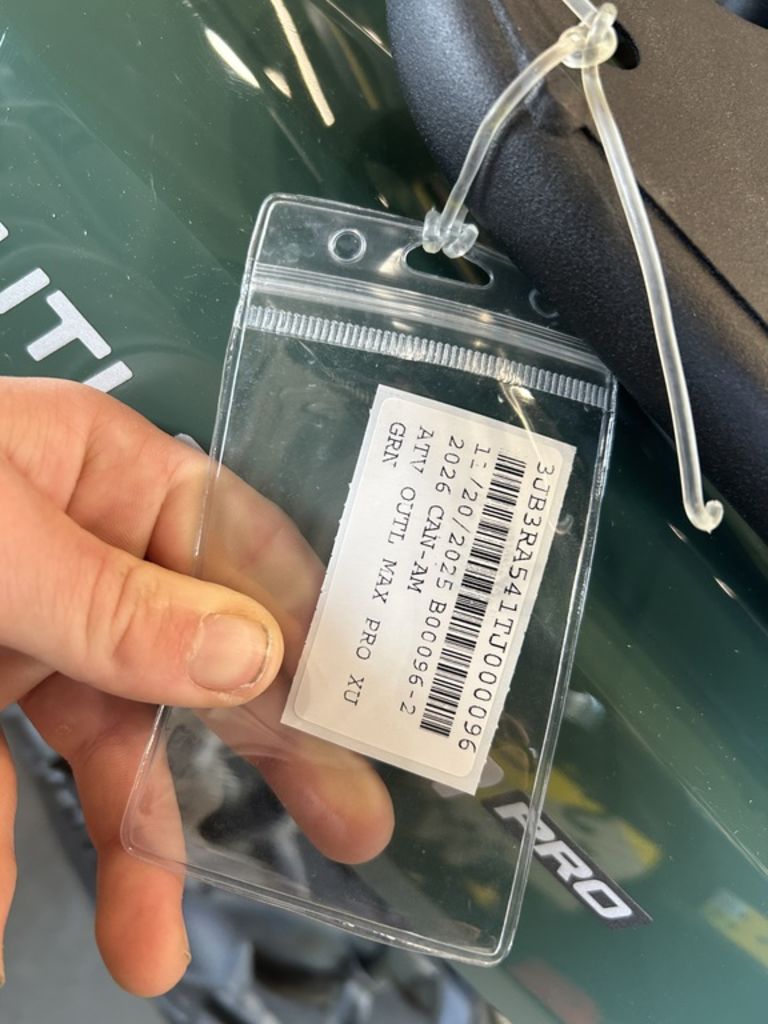 3JB3RA541TJ000096
11/20/2025 B00096-2
2026 CAN-AM
ATV OUTL MAX PRO XU
GRN
PRO